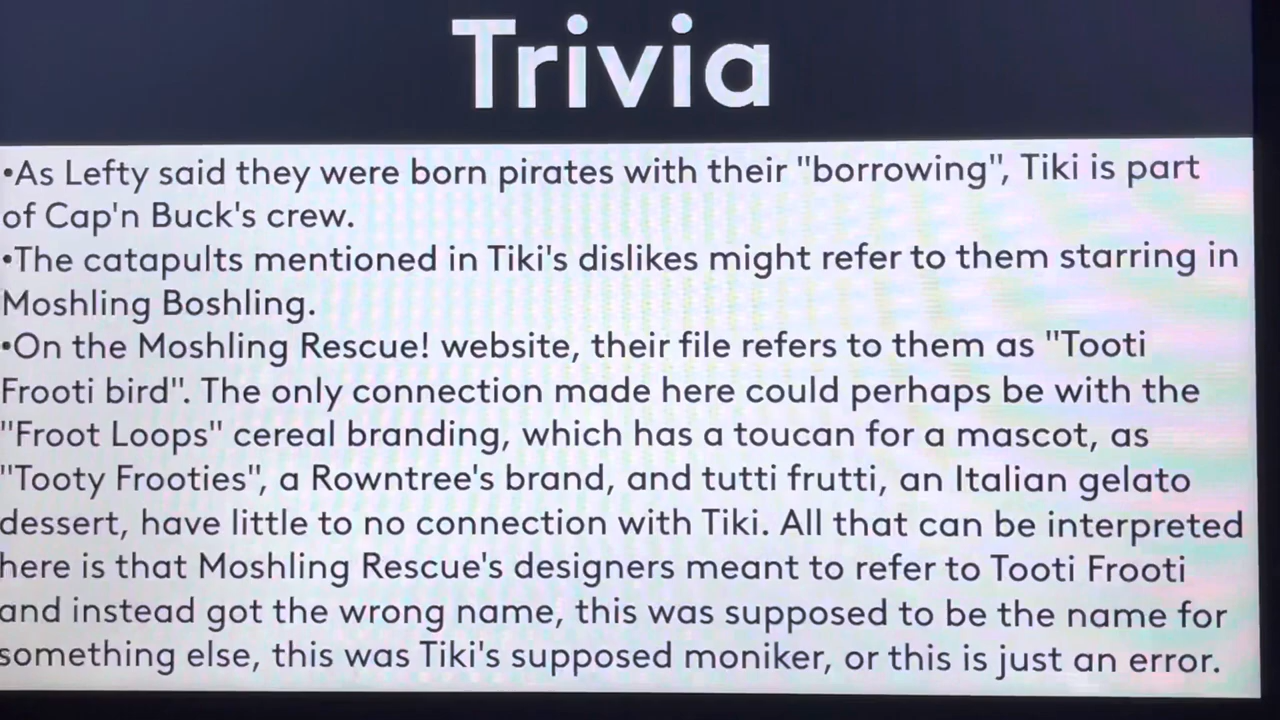 Trivia
•As Lefty said they were born pirates with their "borrowing", Tiki is part
of Cap'n Buck's crew.
•The catapults mentioned in Tiki's dislikes might refer to them starring in
Moshling Boshling.
•On the Moshling Rescue! website, their file refers to them as "Tooti
Frooti bird". The only connection made here could perhaps be with the
"Froot Loops" cereal branding, which has a toucan for a mascot, as
"Tooty Frooties", a Rowntree's brand, and tutti frutti, an Italian gelato
dessert, have little to no connection with Tiki. All that can be interpreted
here is that Moshling Rescue's designers meant to refer to Tooti Frooti
and instead got the wrong name, this was supposed to be the name for
something else, this was Tiki's supposed moniker, or this is just an error.